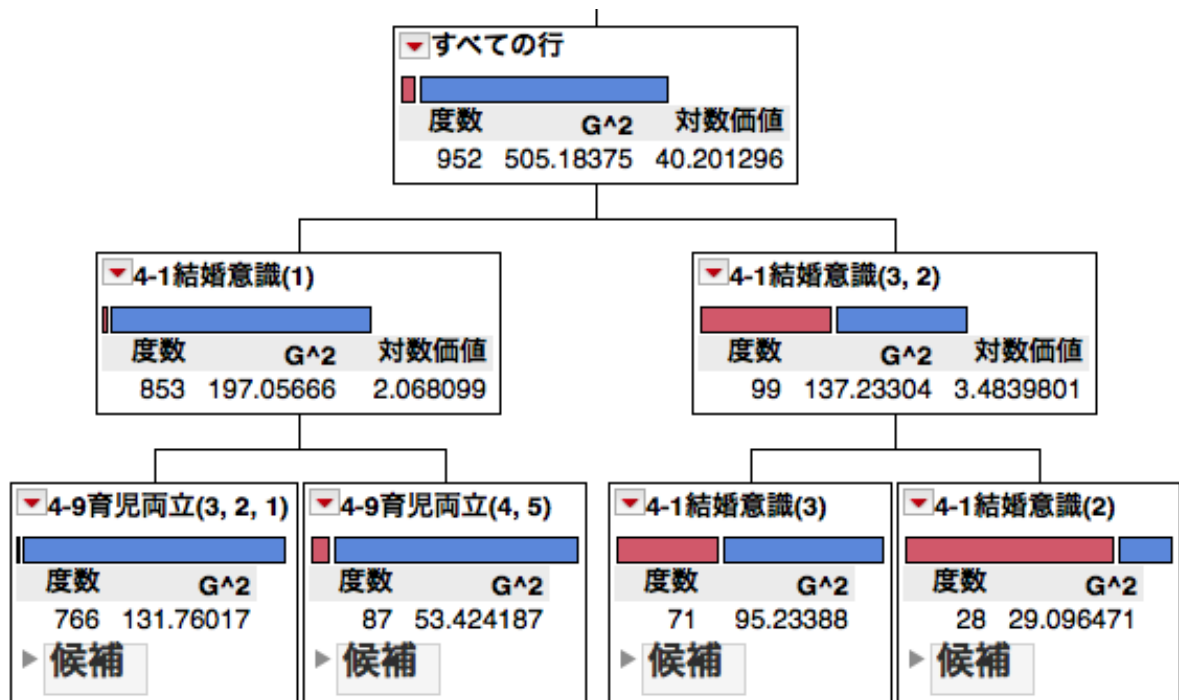 すべての行
度数 G^2 対数価値
952 505.18375 40.201296
4-1結婚意識(1)
度数 G^2 対数価値
853 197.05666 2.068099
4-1結婚意識(3, 2)
度数 G^2 対数価値
99 137.23304 3.4839801
4-9育児両立(3, 2, 1)
度数 G^2
766 131.76017
候補
4-9育児両立(4, 5)
度数 G^2
87 53.424187
候補
4-1結婚意識(3)
度数 G^2
71 95.23388
候補
4-1結婚意識(2)
度数 G^2
28 29.096471
候補